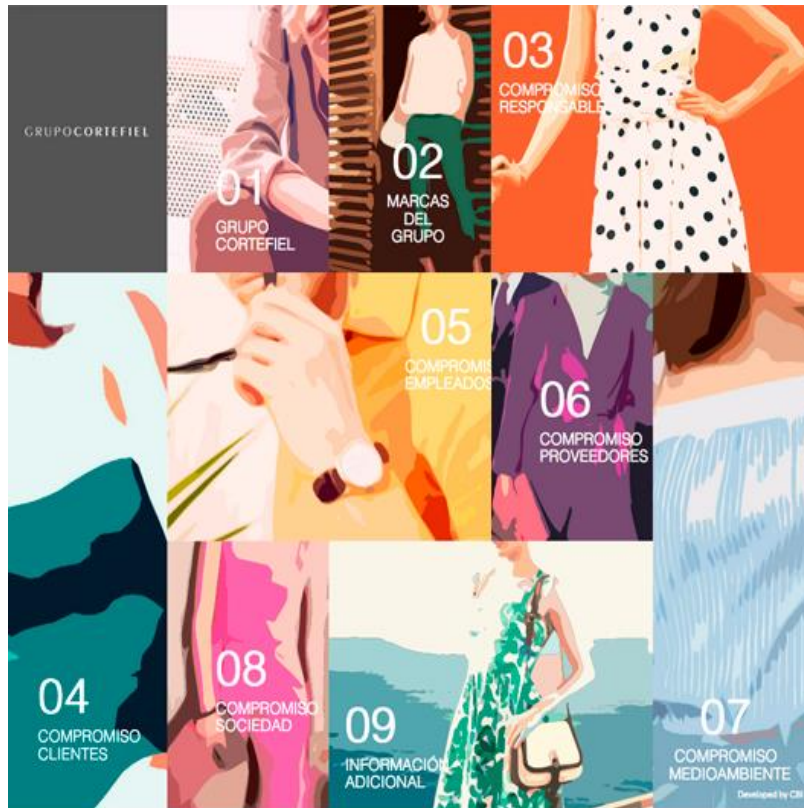 GRUPOCORTEFIEL
01
GRUPO
CORTEFIEL
02
MARCAS
DEL
GRUPO
03
COMPROMISO
RESPONSABLE
04
COMPROMISO
CLIENTES
05
EMPLEADOS
06
COMPROMISO
PROVEEDORES
07
COMPROMISO
MEDIOAMBIENTE
08
COMPROMISO
SOCIEDAD
09
INFORMACIÓN
ADICIONAL
Developed by